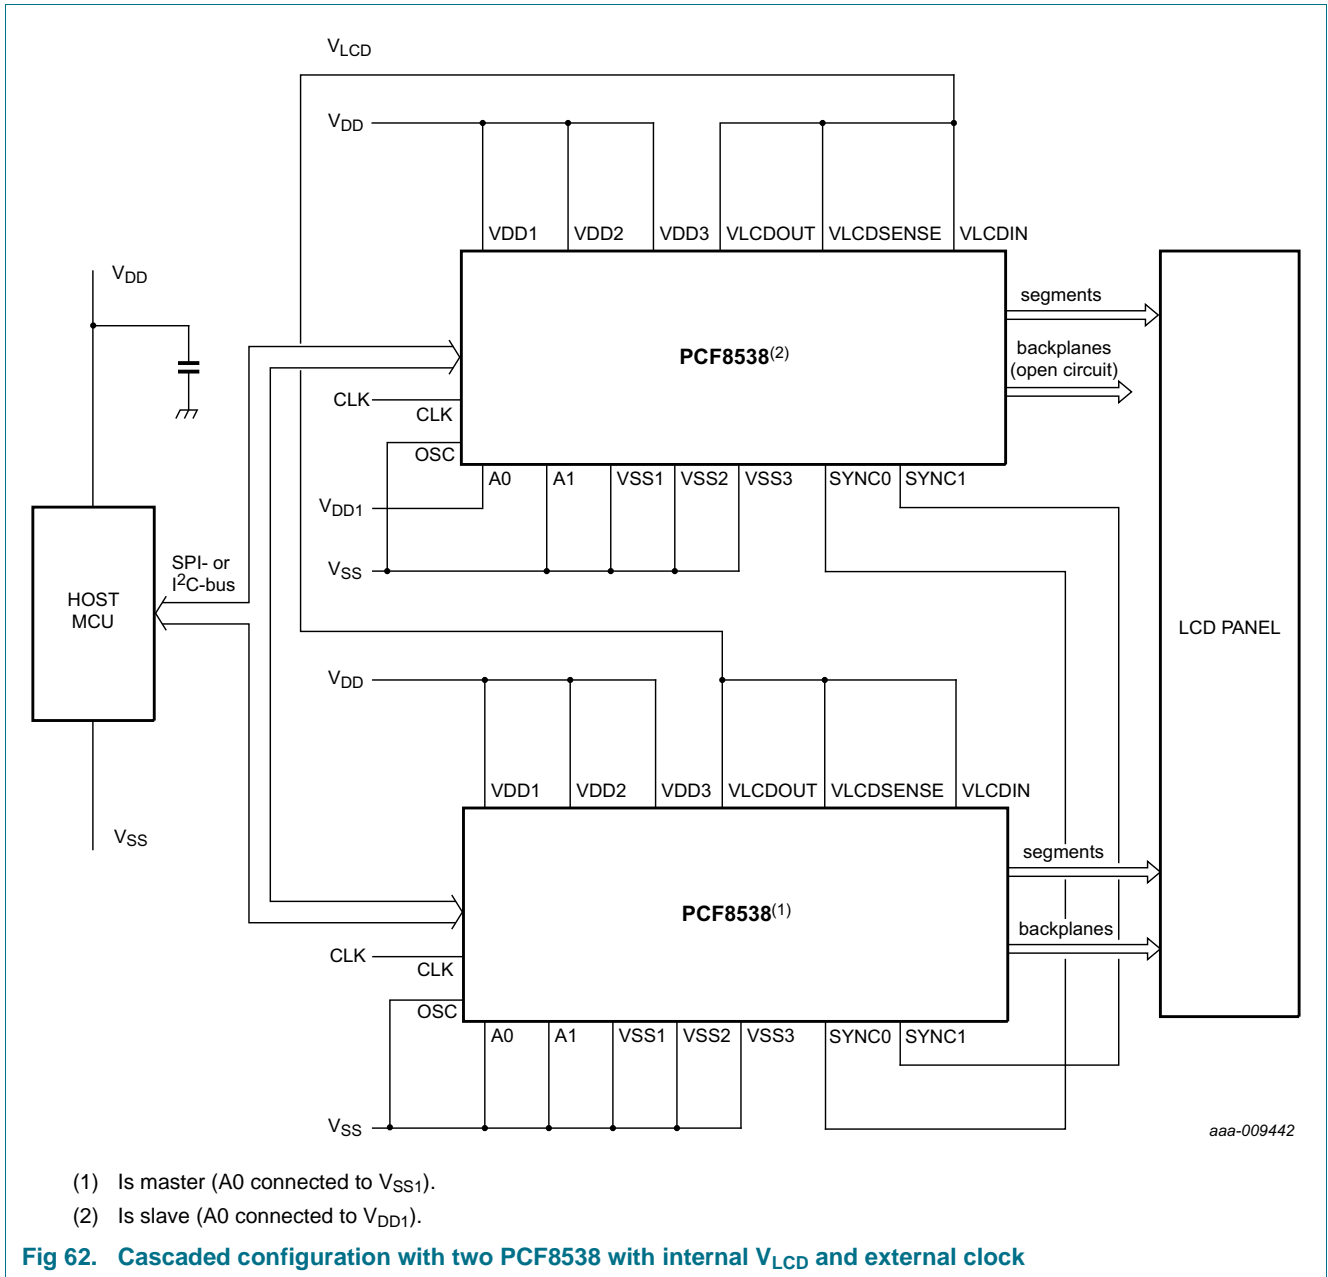 VLCD
VDD
VDD1 VDD2 VDD3 VLCDOUT VLCDSENSE VLCDIN
VDD
segments
backplanes
(open circuit)
PCF8538(2)
CLK
CLK
OSC
A0 A1 VSS1 VSS2 VSS3 SYNC0 SYNC1
VDD1
VSS
SPI- or
I2C-bus
HOST
MCU
LCD PANEL
VDD
VDD1 VDD2 VDD3 VLCDOUT VLCDSENSE VLCDIN
VSS
segments
PCF8538(1)
backplanes
CLK
CLK
OSC
A0 A1 VSS1 VSS2 VSS3 SYNC0 SYNC1
VSS
aaa-009442
(1) Is master (A0 connected to VSS1).
(2) Is slave (A0 connected to VDD1).
Fig 62. Cascaded configuration with two PCF8538 with internal VLCD and external clock